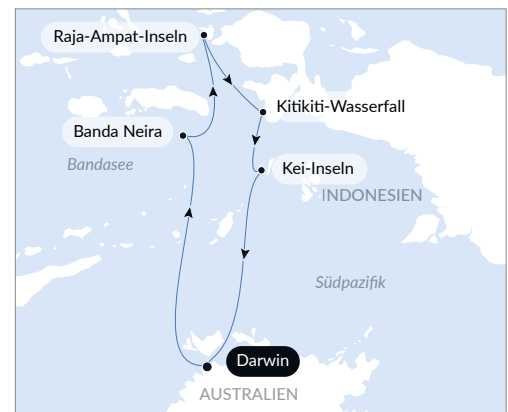 Raja-Ampat-Inseln
Kitikiti-Wasserfall
Banda Neira
Bandasee
Kei-Inseln
INDONESIEN
Südpazifik
Darwin
AUSTRALIEN